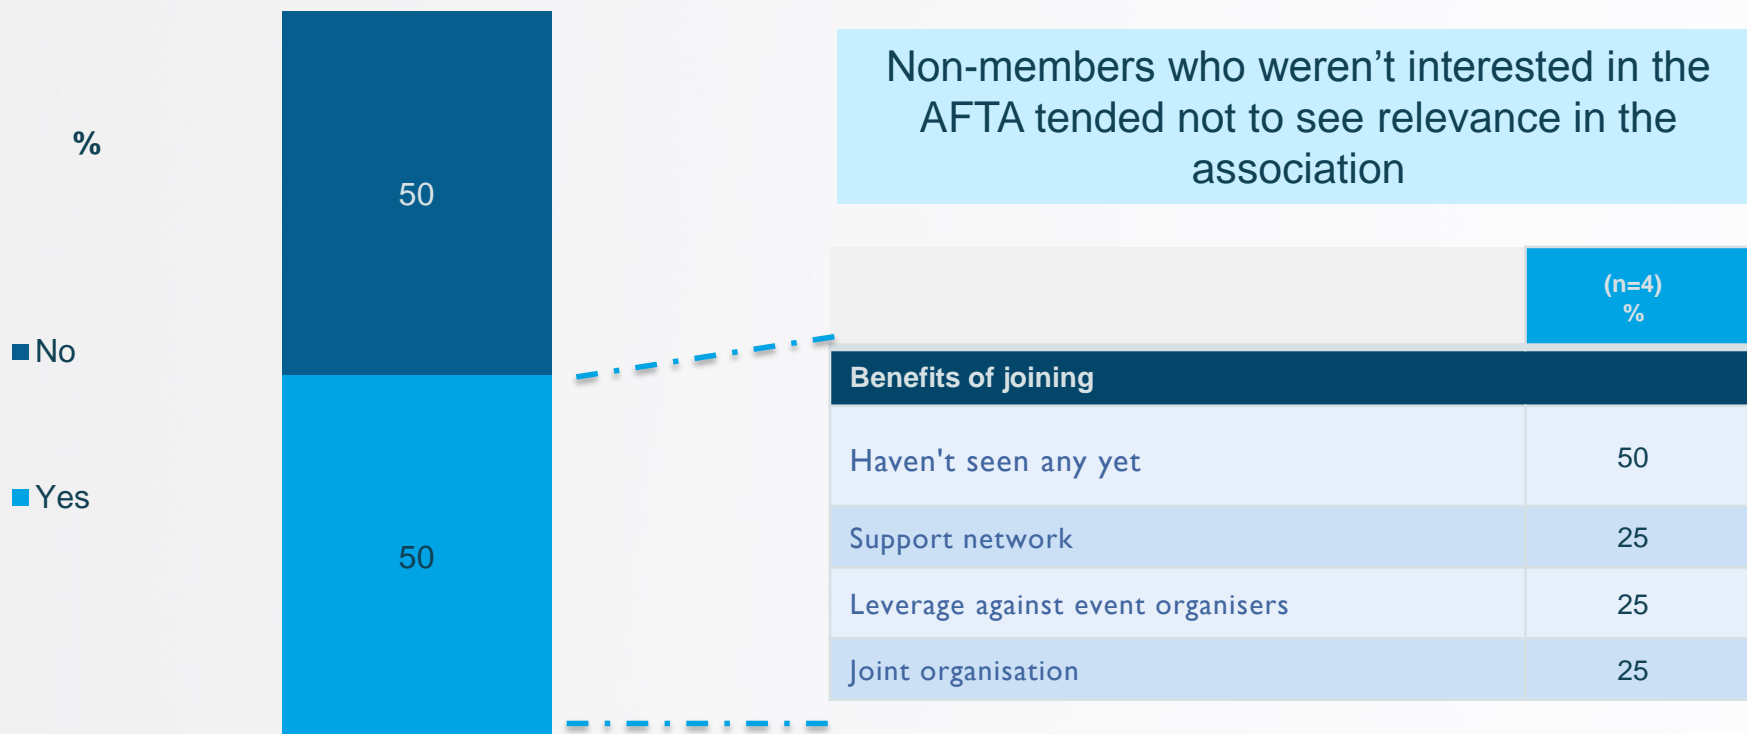 %
50
No
Yes
50
Non-members who weren’t interested in the
AFTA tended not to see relevance in the
association
(n=4)
%
Benefits of joining
Haven't seen any yet 50
Support network 25
Leverage against event organisers 25
Joint organisation 25